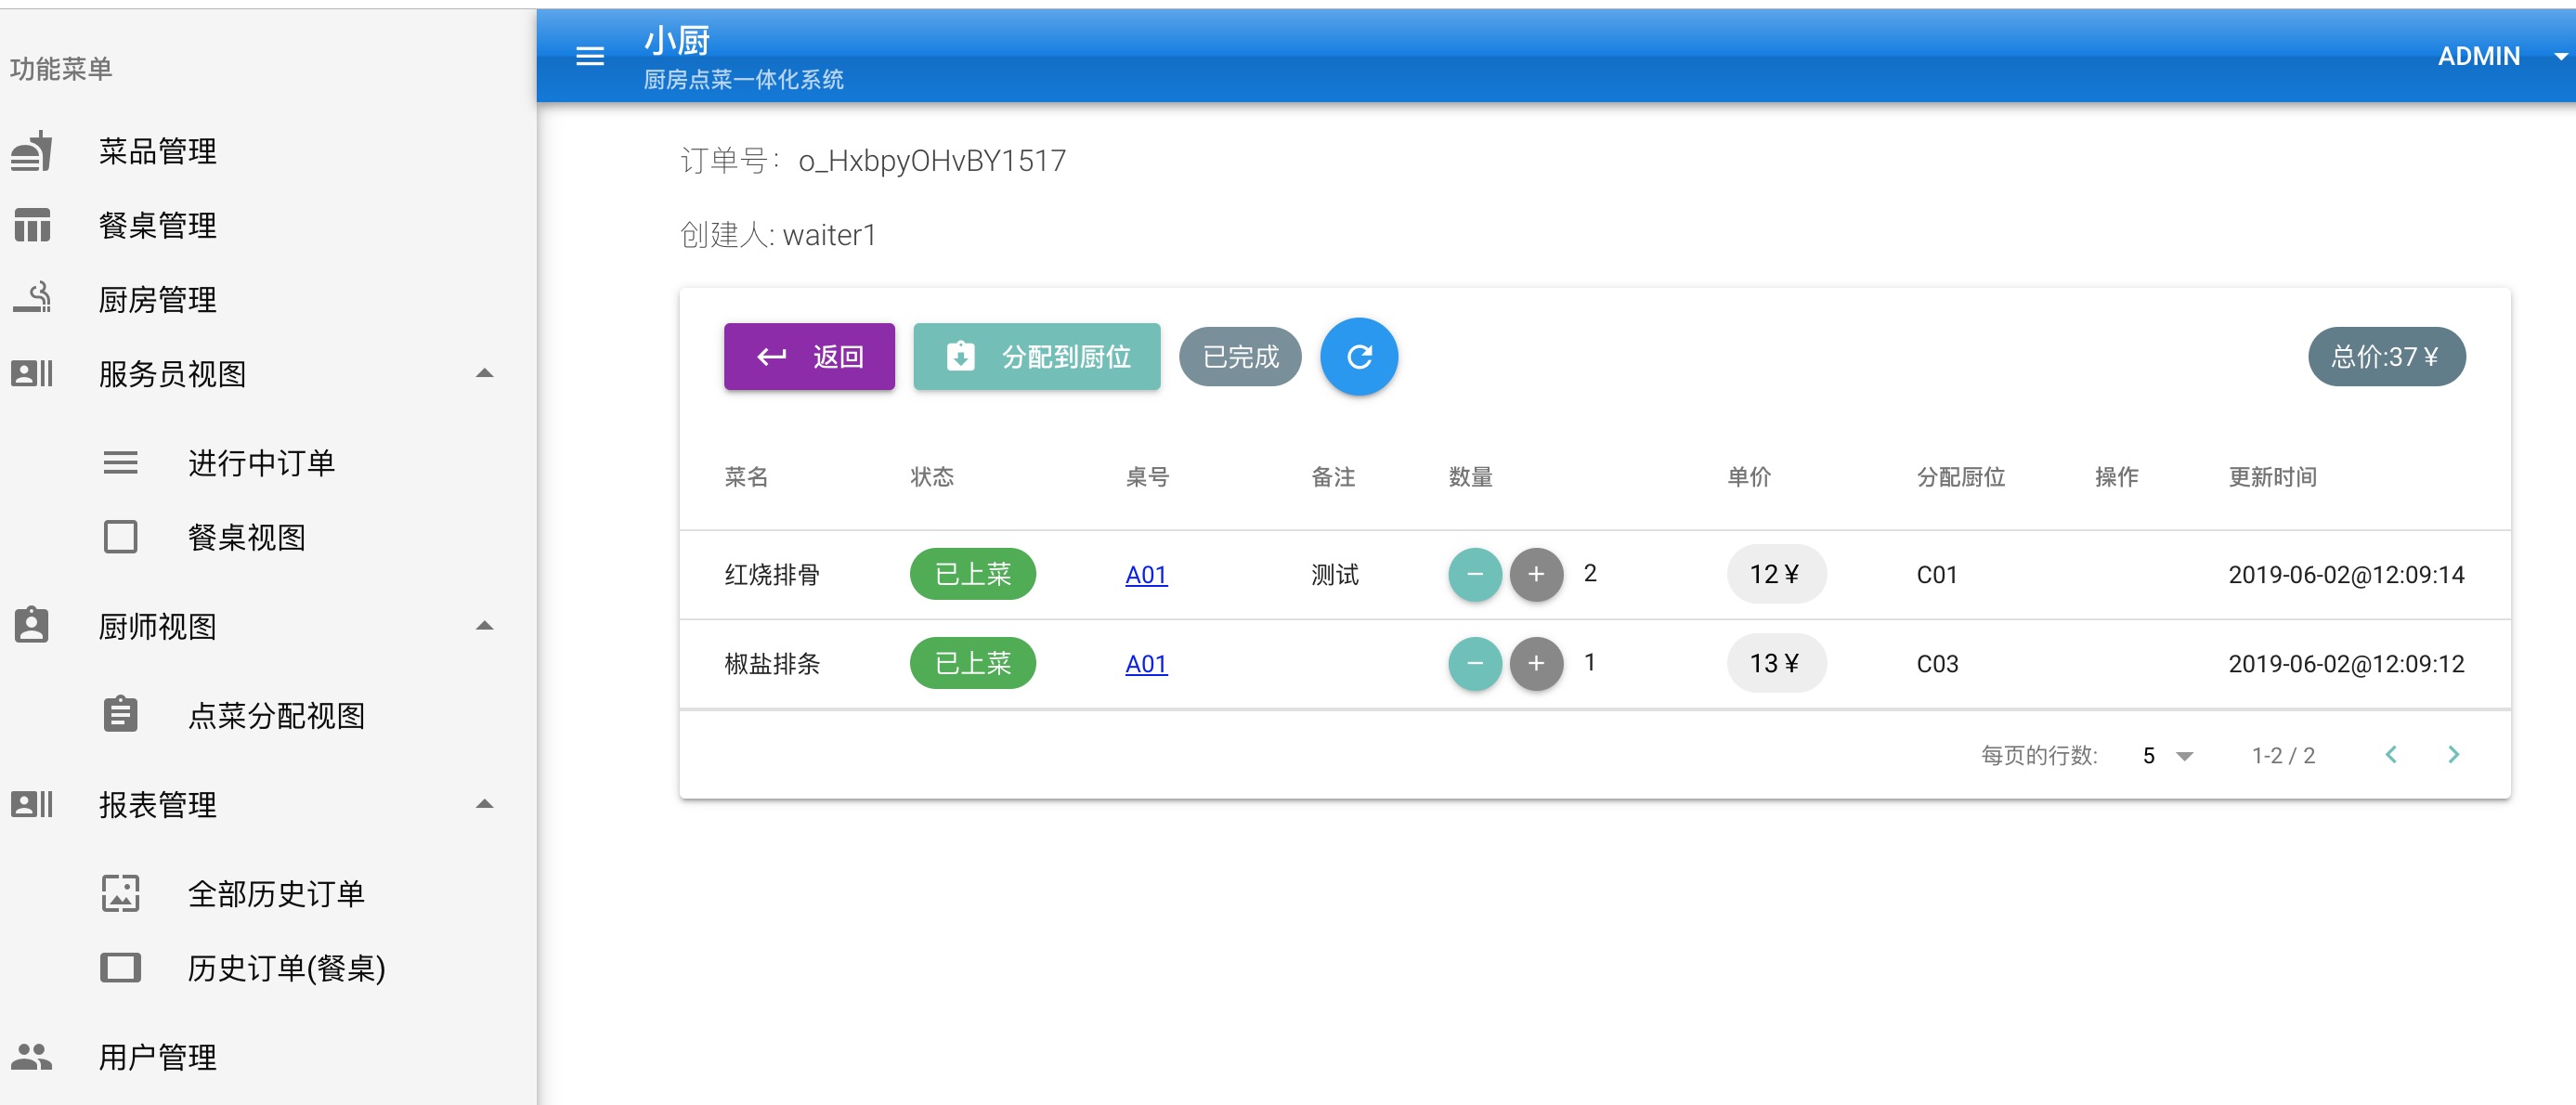 功能菜单
菜品管理
餐桌管理
厨房管理
服务员视图
进行中订单
餐桌视图
厨师视图
点菜分配视图
报表管理
全部历史订单
历史订单(餐桌)
用户管理
小厨
厨房点菜一体化系统
ADMIN
订单号: o_HxbpyOHvBY1517
创建人: waiter1
返回 分配到厨位 已完成 总价:37 ¥
菜名 状态 桌号 备注 数量 单价 分配厨位 操作 更新时间
红烧排骨 已上菜 A01 测试 − + 2 12 ¥ C01 2019-06-02@12:09:14
椒盐排条 已上菜 A01 − + 1 13 ¥ C03 2019-06-02@12:09:12
每页的行数: 5 1-2 / 2